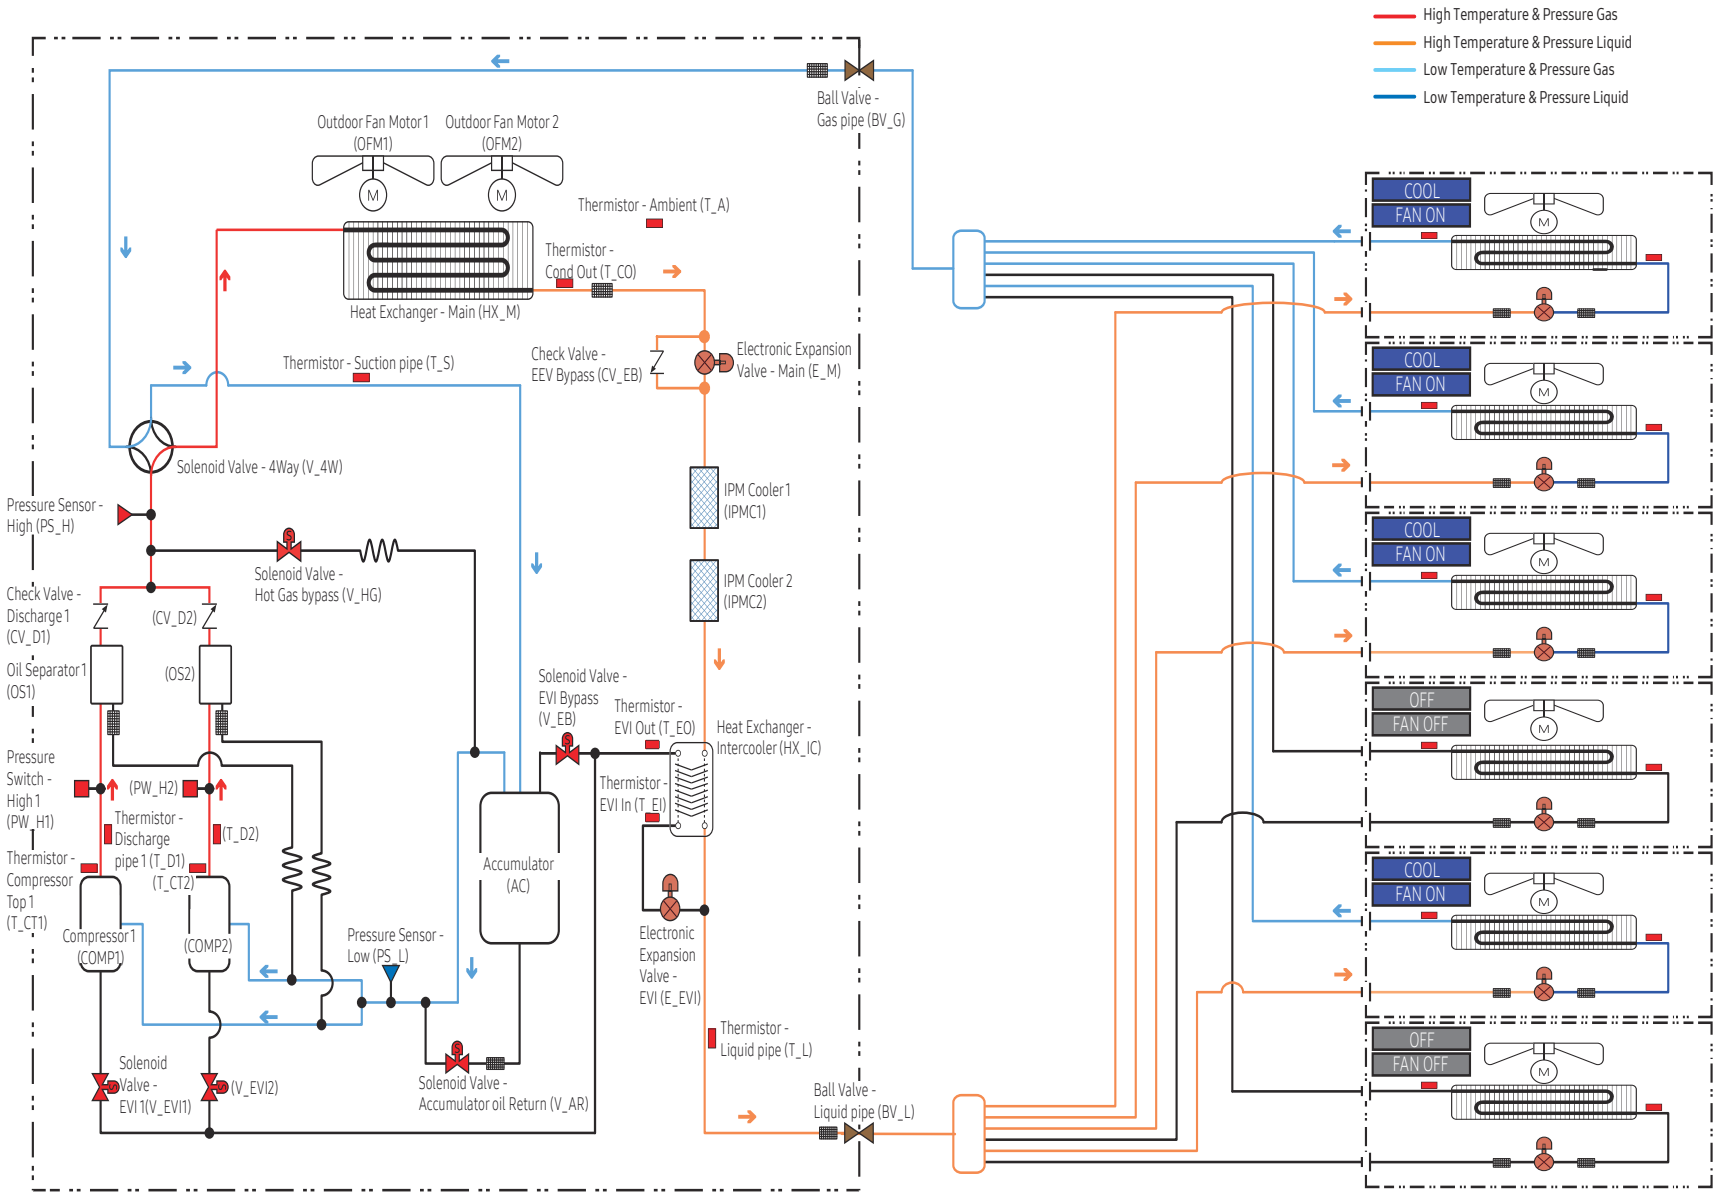 High Temperature & Pressure Gas
High Temperature & Pressure Liquid
Low Temperature & Pressure Gas
Low Temperature & Pressure Liquid
Ball Valve -
Gas pipe (BV_G)
Outdoor Fan Motor 1
(OFM1)
Outdoor Fan Motor 2
(OFM2)
M
M
Thermistor - Ambient (T_A)
Thermistor -
Cond Out (T_CO)
Heat Exchanger - Main (HX_M)
Thermistor - Suction pipe (T_S)
Check Valve -
EEV Bypass (CV_EB)
Electronic Expansion
Valve - Main (E_M)
Solenoid Valve - 4Way (V_4W)
Pressure Sensor -
High (PS_H)
IPM Cooler 1
(IPMC1)
S
Solenoid Valve -
Hot Gas bypass (V_HG)
IPM Cooler 2
(IPMC2)
Check Valve -
Discharge 1
(CV_D1)
(CV_D2)
Oil Separator 1
(OS1)
(OS2)
Solenoid Valve -
EVI Bypass
(V_EB)
S
Thermistor -
EVI Out (T_EO)
Heat Exchanger -
Intercooler (HX_IC)
Pressure
Switch -
High 1
(PW_H1)
(PW_H2)
Thermistor -
EVI In (T_EI)
Thermistor -
Discharge
pipe 1 (T_D1)
(T_D2)
Thermistor -
Compressor
Top 1
(T_CT1)
(T_CT2)
Accumulator
(AC)
Compressor 1
(COMP1)
(COMP2)
Pressure Sensor -
Low (PS_L)
Electronic
Expansion
Valve -
EVI (E_EVI)
Thermistor -
Liquid pipe (T_L)
Solenoid
Valve -
EVI 1(V_EVI1)
S
S
(V_EVI2)
S
Solenoid Valve -
Accumulator oil Return (V_AR)
Ball Valve -
Liquid pipe (BV_L)
COOL
FAN ON
M
COOL
FAN ON
M
COOL
FAN ON
M
OFF
FAN OFF
M
COOL
FAN ON
M
OFF
FAN OFF
M